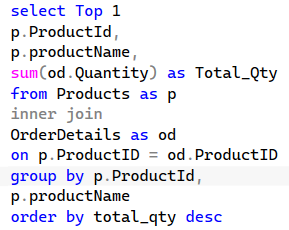 select Top 1
p.ProductId,
p.productName,
sum(od.Quantity) as Total_Qty
from Products as p
inner join
OrderDetails as od
on p.ProductID = od.ProductID
group by p.ProductId,
p.productName
order by total_qty desc